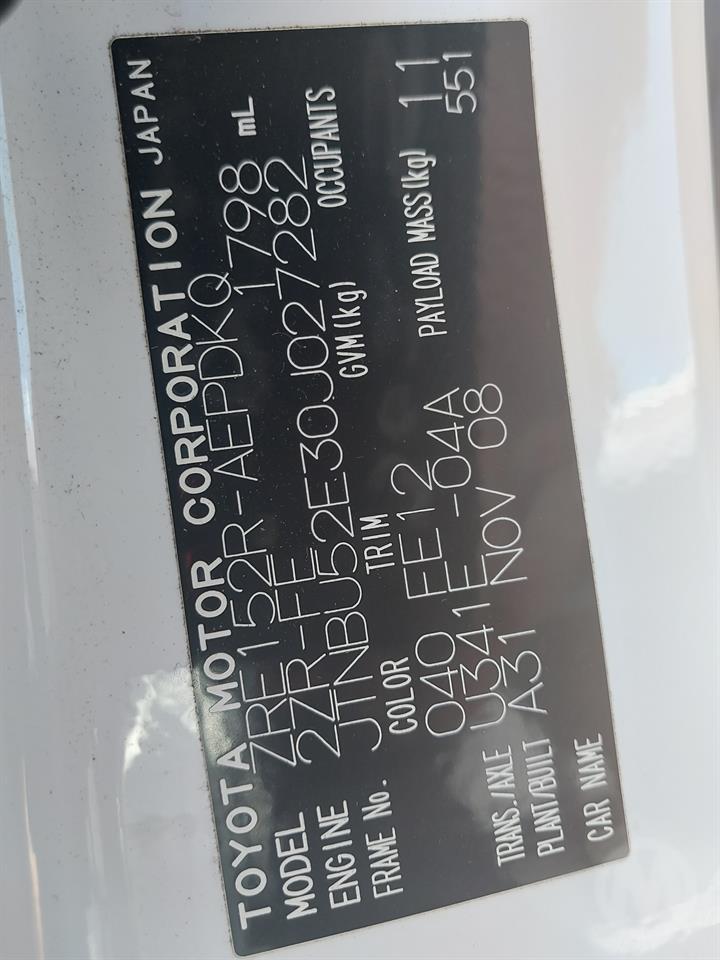 TOYOTA MOTOR CORPORATION JAPAN
MODEL ZRE152R-AEPDKQ
ENGINE 2ZR-FE 1798 mL
FRAME No. JTNBU52E30J027282
COLOR TRIM GVM(kg) OCCUPANTS
040 FE12
TRANS./AXLE U341E -04A PAYLOAD MASS(kg) 11
PLANT/BUILT A31 NOV 08 551
CAR NAME